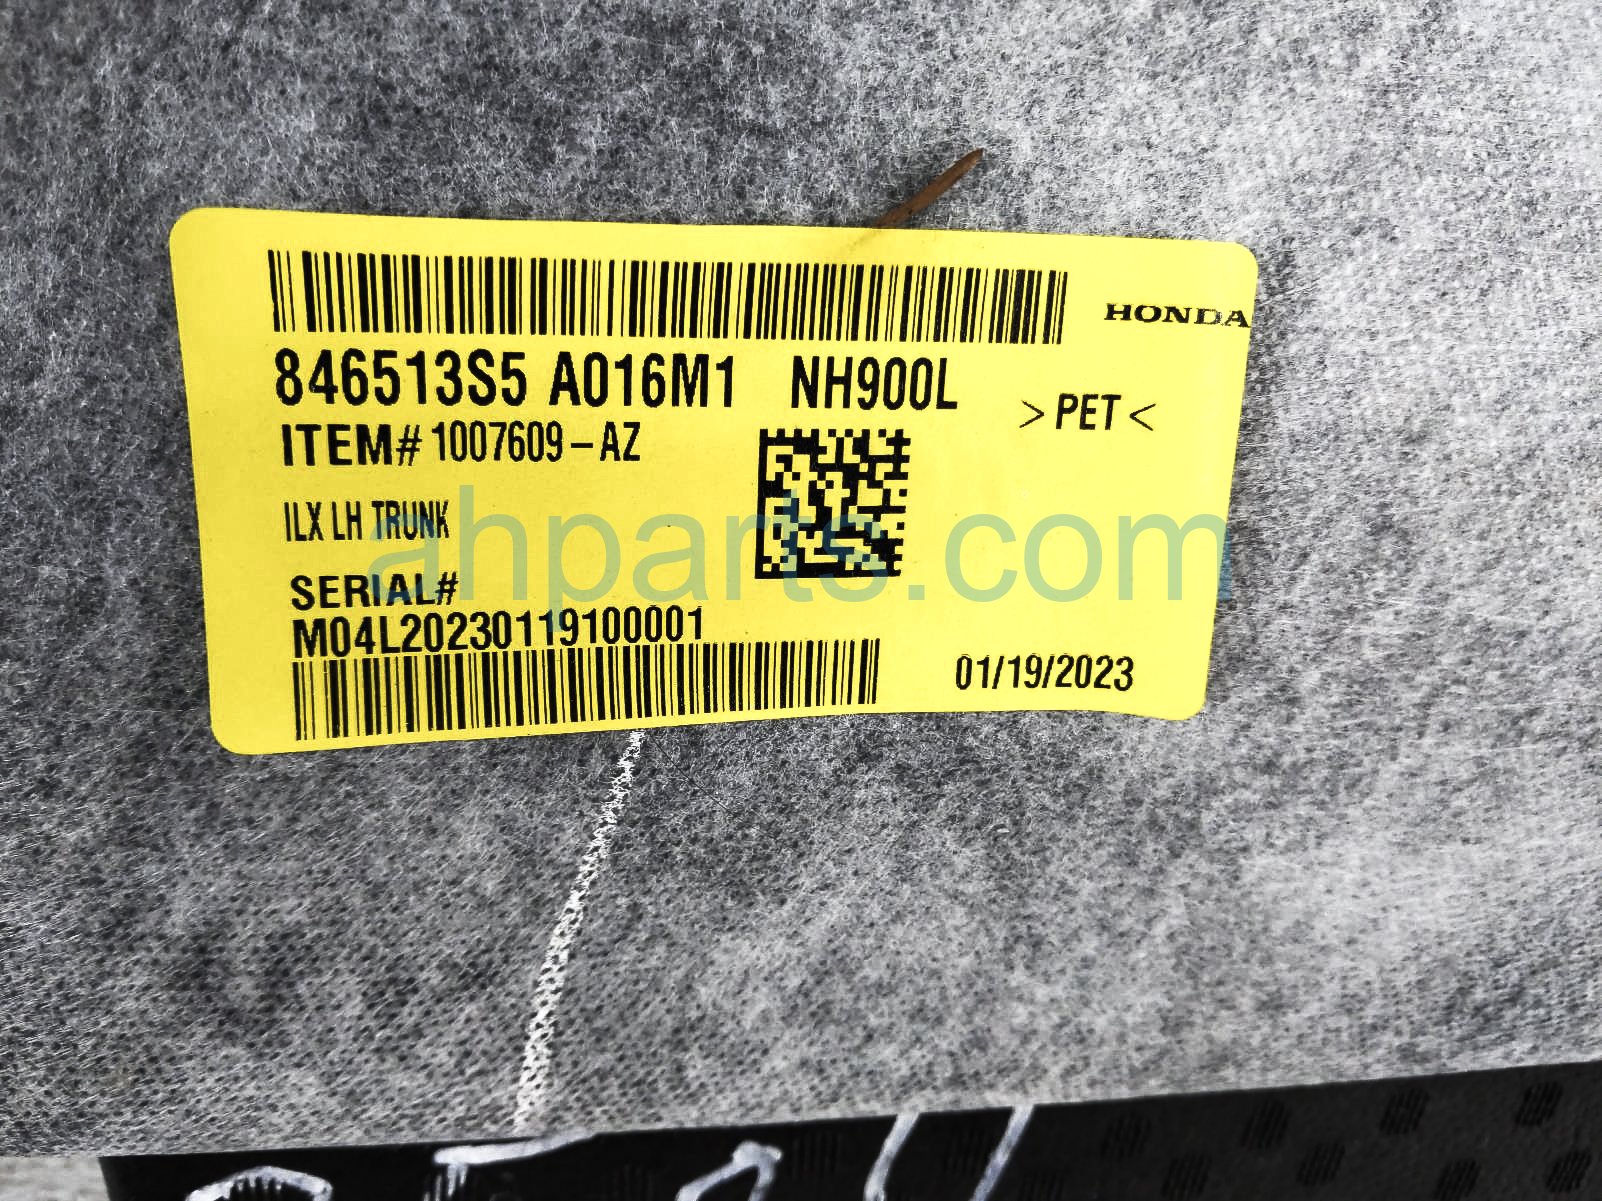 HONDA
846513S5 A016M1 NH900L
>PET<
ITEM# 1007609-AZ
ILX LH TRUNK
SERIAL#
M04L20230119100001
01/19/2023
ahparts.com